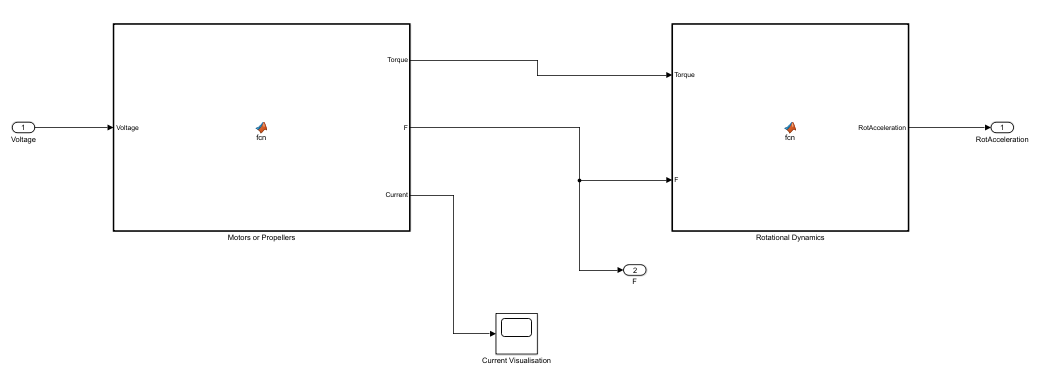 Torque
Torque
1
Voltage
Voltage
fcn
F
fcn
RotAcceleration
1
RotAcceleration
F
Current
Motors or Propellers
Rotational Dynamics
2
F
Current Visualisation